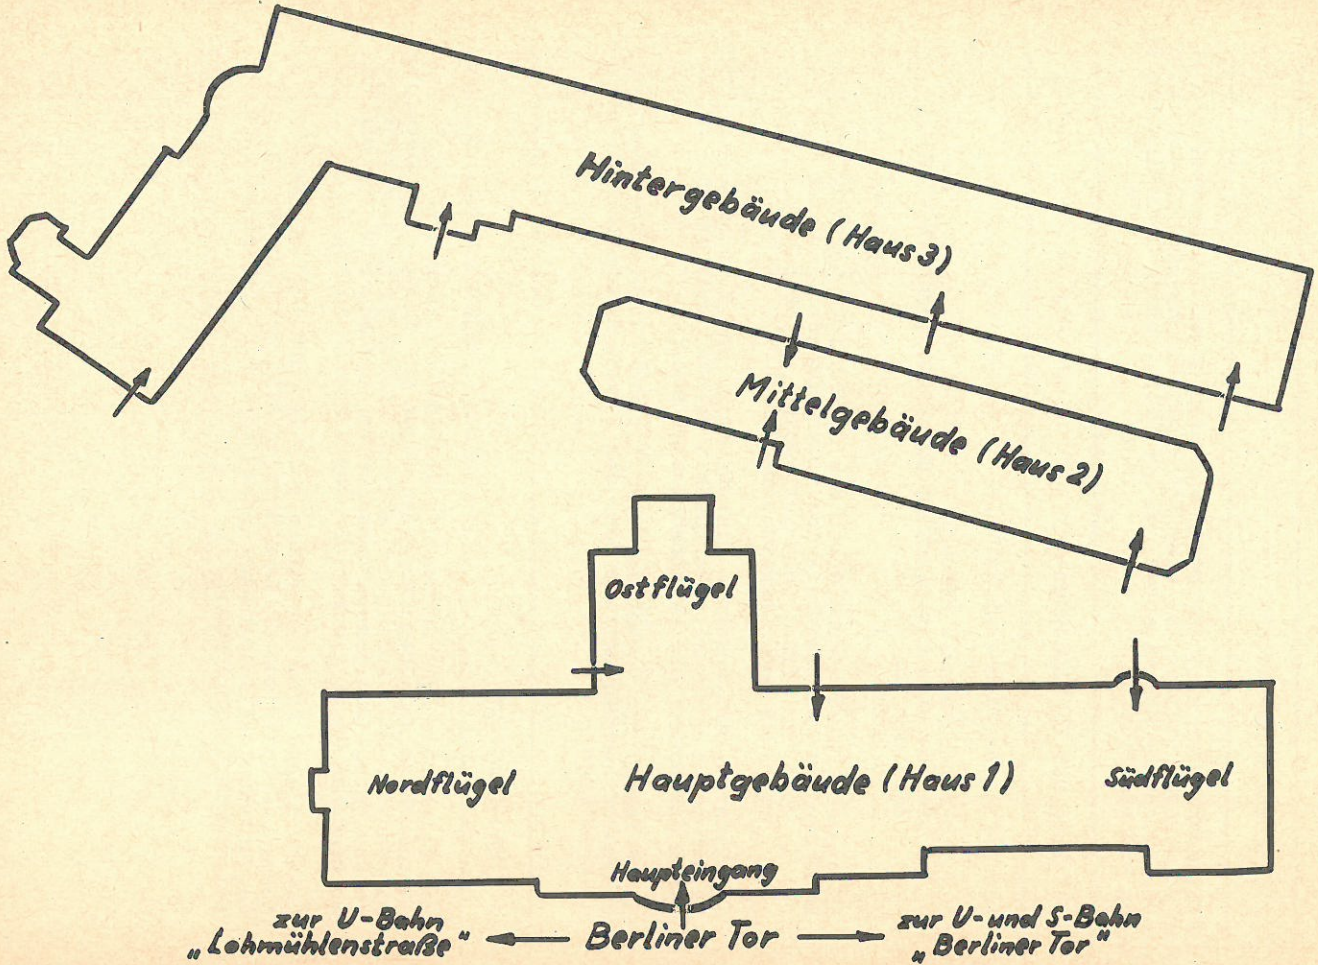 Hintergebäude (Haus 3)
Mittelgebäude (Haus 2)
Ostflügel
Nordflügel
Hauptgebäude (Haus 1)
Südflügel
Haupteingang
zur U-Bahn
„Lohmühlenstraße"
Berliner Tor
zur U- und S-Bahn
„Berliner Tor"